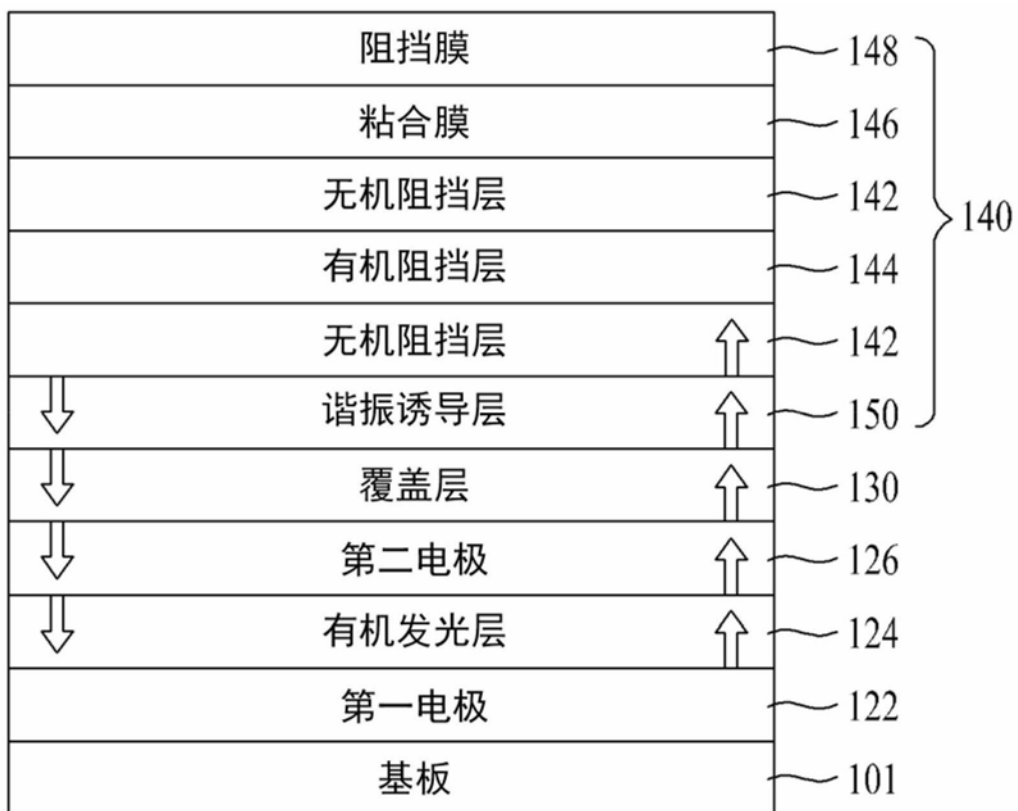 阻挡膜 148
粘合膜 146
无机阻挡层 142
140
有机阻挡层 144
无机阻挡层 142
谐振诱导层 150
覆盖层 130
第二电极 126
有机发光层 124
第一电极 122
基板 101